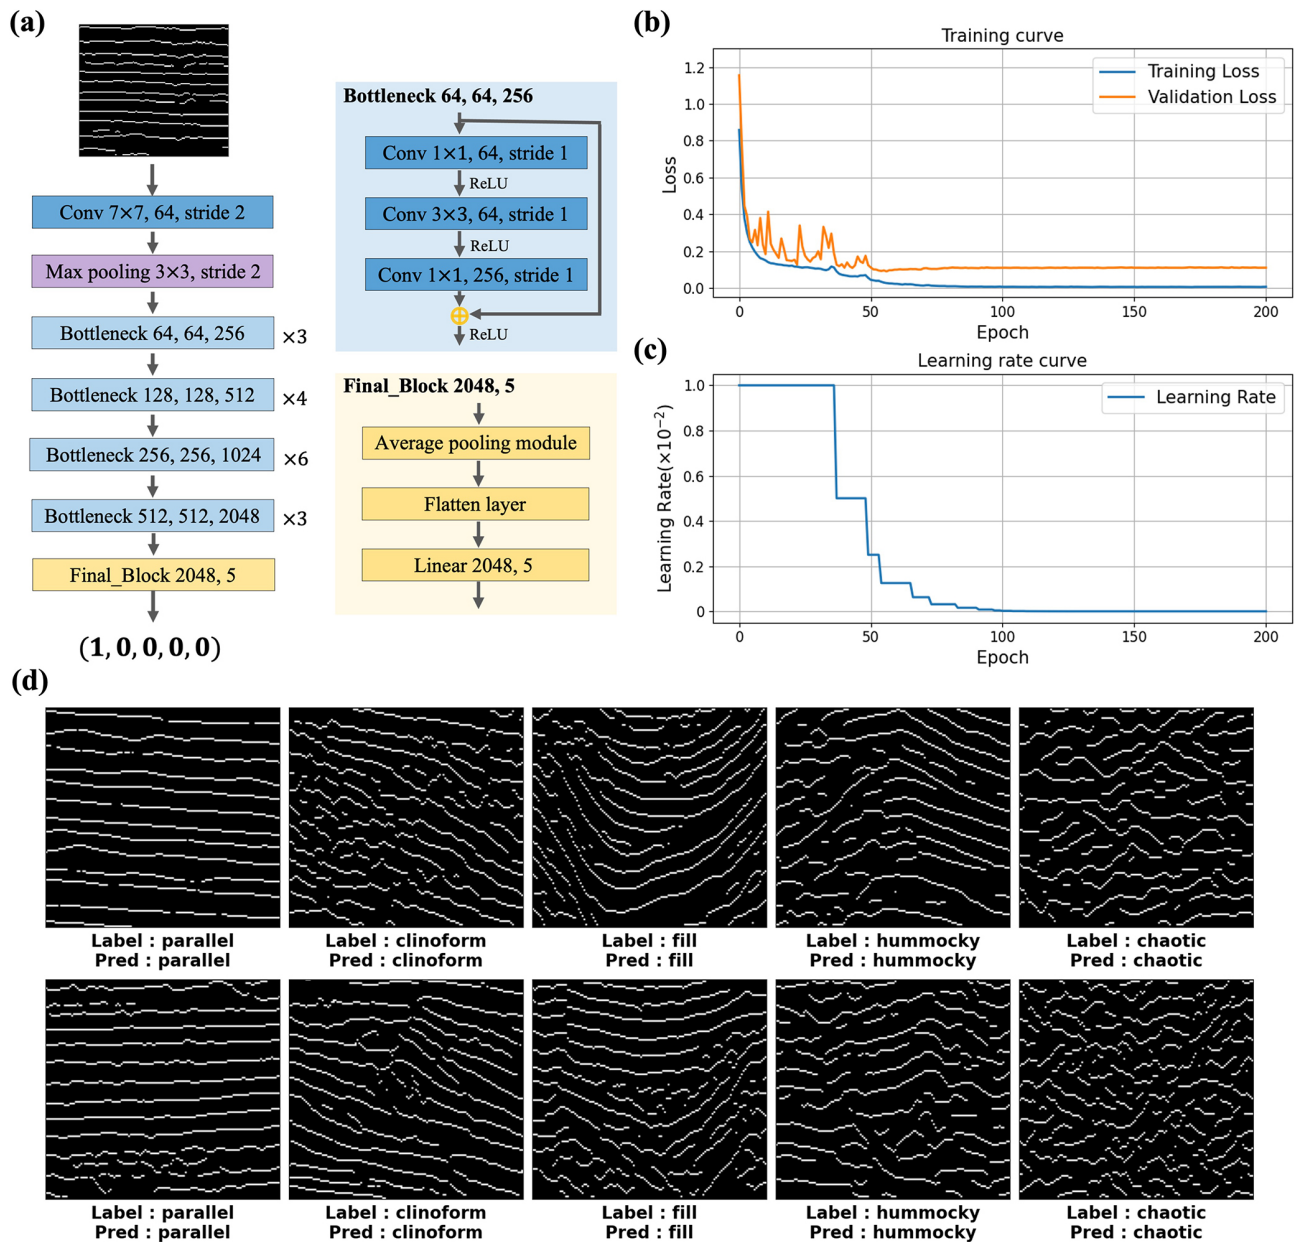 (a)
Conv 7×7, 64, stride 2
Max pooling 3×3, stride 2
Bottleneck 64, 64, 256 ×3
Bottleneck 128, 128, 512 ×4
Bottleneck 256, 256, 1024 ×6
Bottleneck 512, 512, 2048 ×3
Final_Block 2048, 5
(1, 0, 0, 0, 0)
Bottleneck 64, 64, 256
Conv 1×1, 64, stride 1
ReLU
Conv 3×3, 64, stride 1
ReLU
Conv 1×1, 256, stride 1
ReLU
Final_Block 2048, 5
Average pooling module
Flatten layer
Linear 2048, 5
(b)
Training curve
Training Loss
Validation Loss
Loss
1.2
1.0
0.8
0.6
0.4
0.2
0.0
0 50 100 150 200
Epoch
(c)
Learning rate curve
Learning Rate
Learning Rate(×10⁻²)
1.0
0.8
0.6
0.4
0.2
0
0 50 100 150 200
Epoch
(d)
Label : parallel Label : clinoform Label : fill Label : hummocky Label : chaotic
Pred : parallel Pred : clinoform Pred : fill Pred : hummocky Pred : chaotic
Label : parallel Label : clinoform Label : fill Label : hummocky Label : chaotic
Pred : parallel Pred : clinoform Pred : fill Pred : hummocky Pred : chaotic